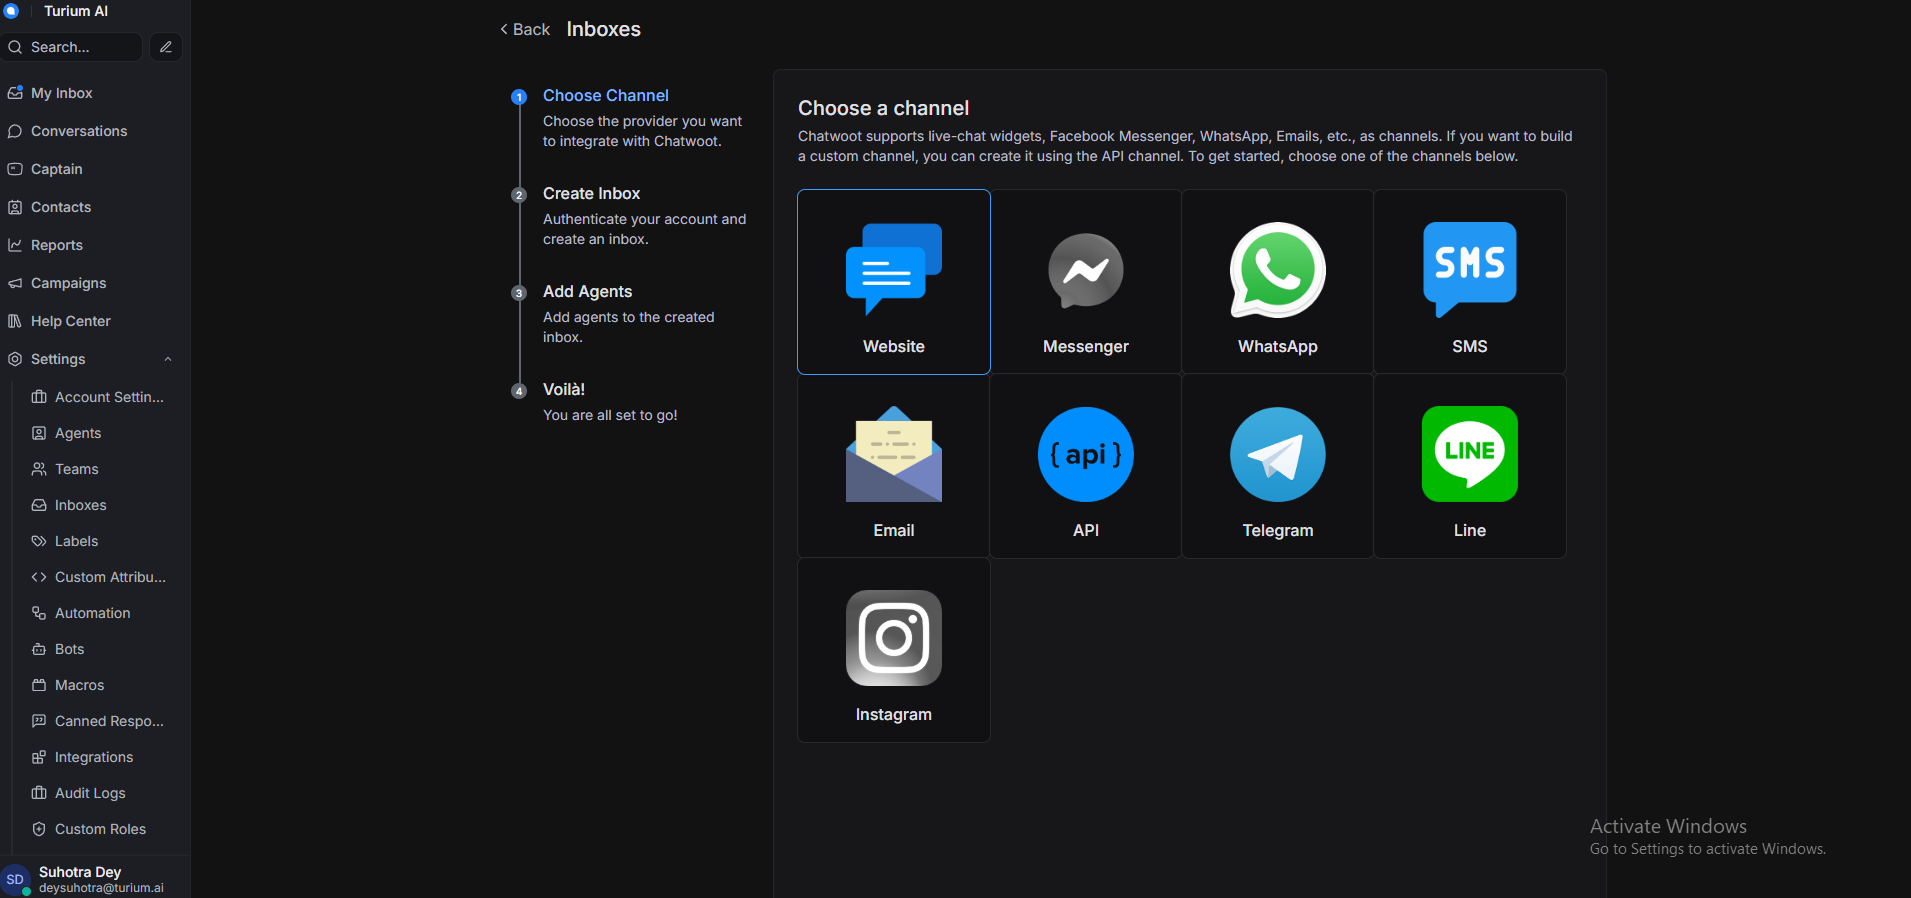 Turium AI
Search...
My Inbox
Conversations
Captain
Contacts
Reports
Campaigns
Help Center
Settings
Account Settin...
Agents
Teams
Inboxes
Labels
Custom Attribu...
Automation
Bots
Macros
Canned Respo...
Integrations
Audit Logs
Custom Roles
SD
Suhotra Dey
deysuhotra@turium.ai
Back Inboxes
1 Choose Channel
Choose the provider you want
to integrate with Chatwoot.
2 Create Inbox
Authenticate your account and
create an inbox.
3 Add Agents
Add agents to the created
inbox.
4 Voilà!
You are all set to go!
Choose a channel
Chatwoot supports live-chat widgets, Facebook Messenger, WhatsApp, Emails, etc., as channels. If you want to build
a custom channel, you can create it using the API channel. To get started, choose one of the channels below.
SMS
Website Messenger WhatsApp SMS
{ api } LINE
Email API Telegram Line
Instagram
Activate Windows
Go to Settings to activate Windows.